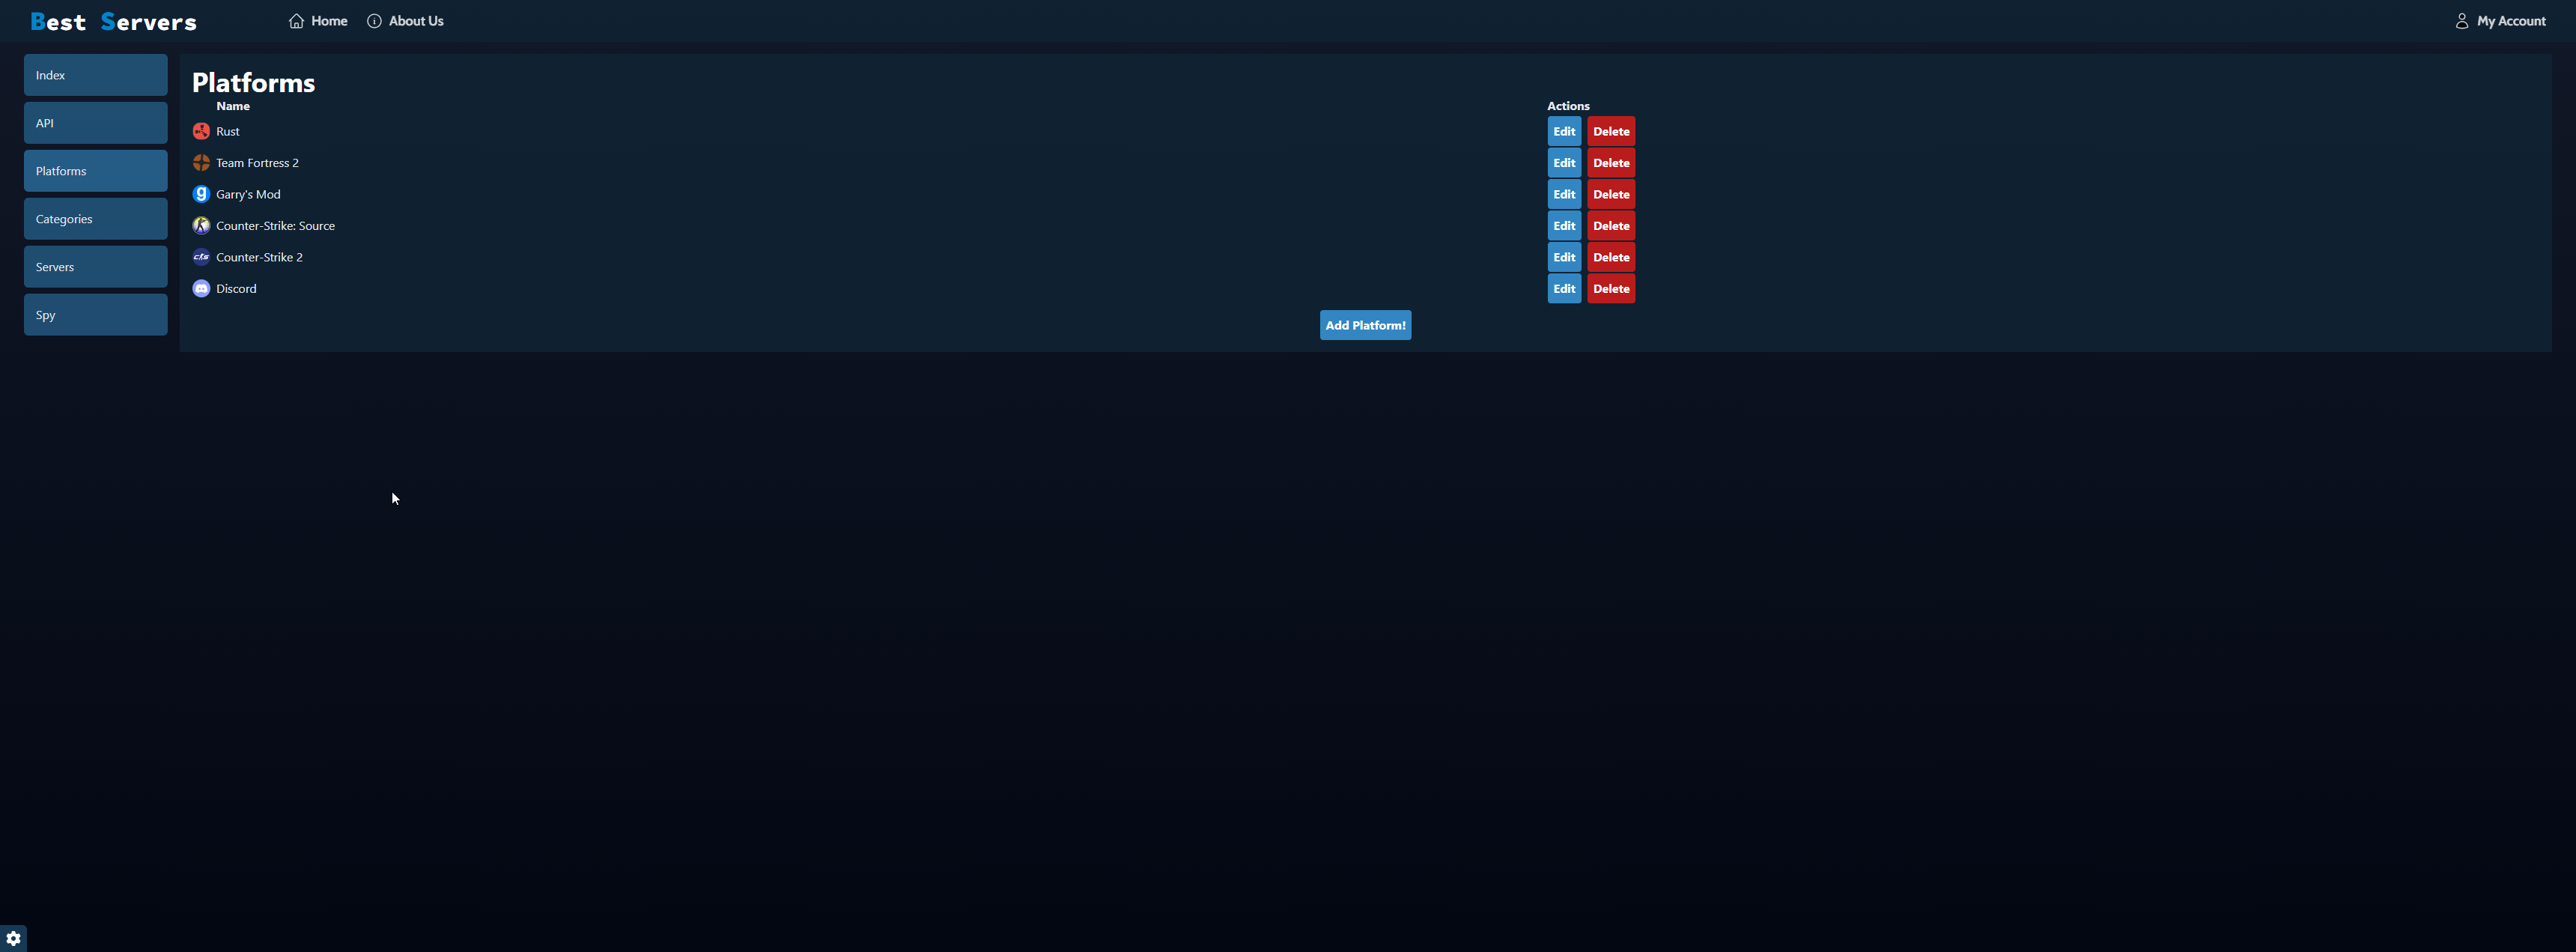 Best Servers
Home
About Us
My Account
Index
API
Platforms
Categories
Servers
Spy
Platforms
Name Actions
Rust Edit Delete
Team Fortress 2 Edit Delete
Garry's Mod Edit Delete
Counter-Strike: Source Edit Delete
Counter-Strike 2 Edit Delete
Discord Edit Delete
Add Platform!